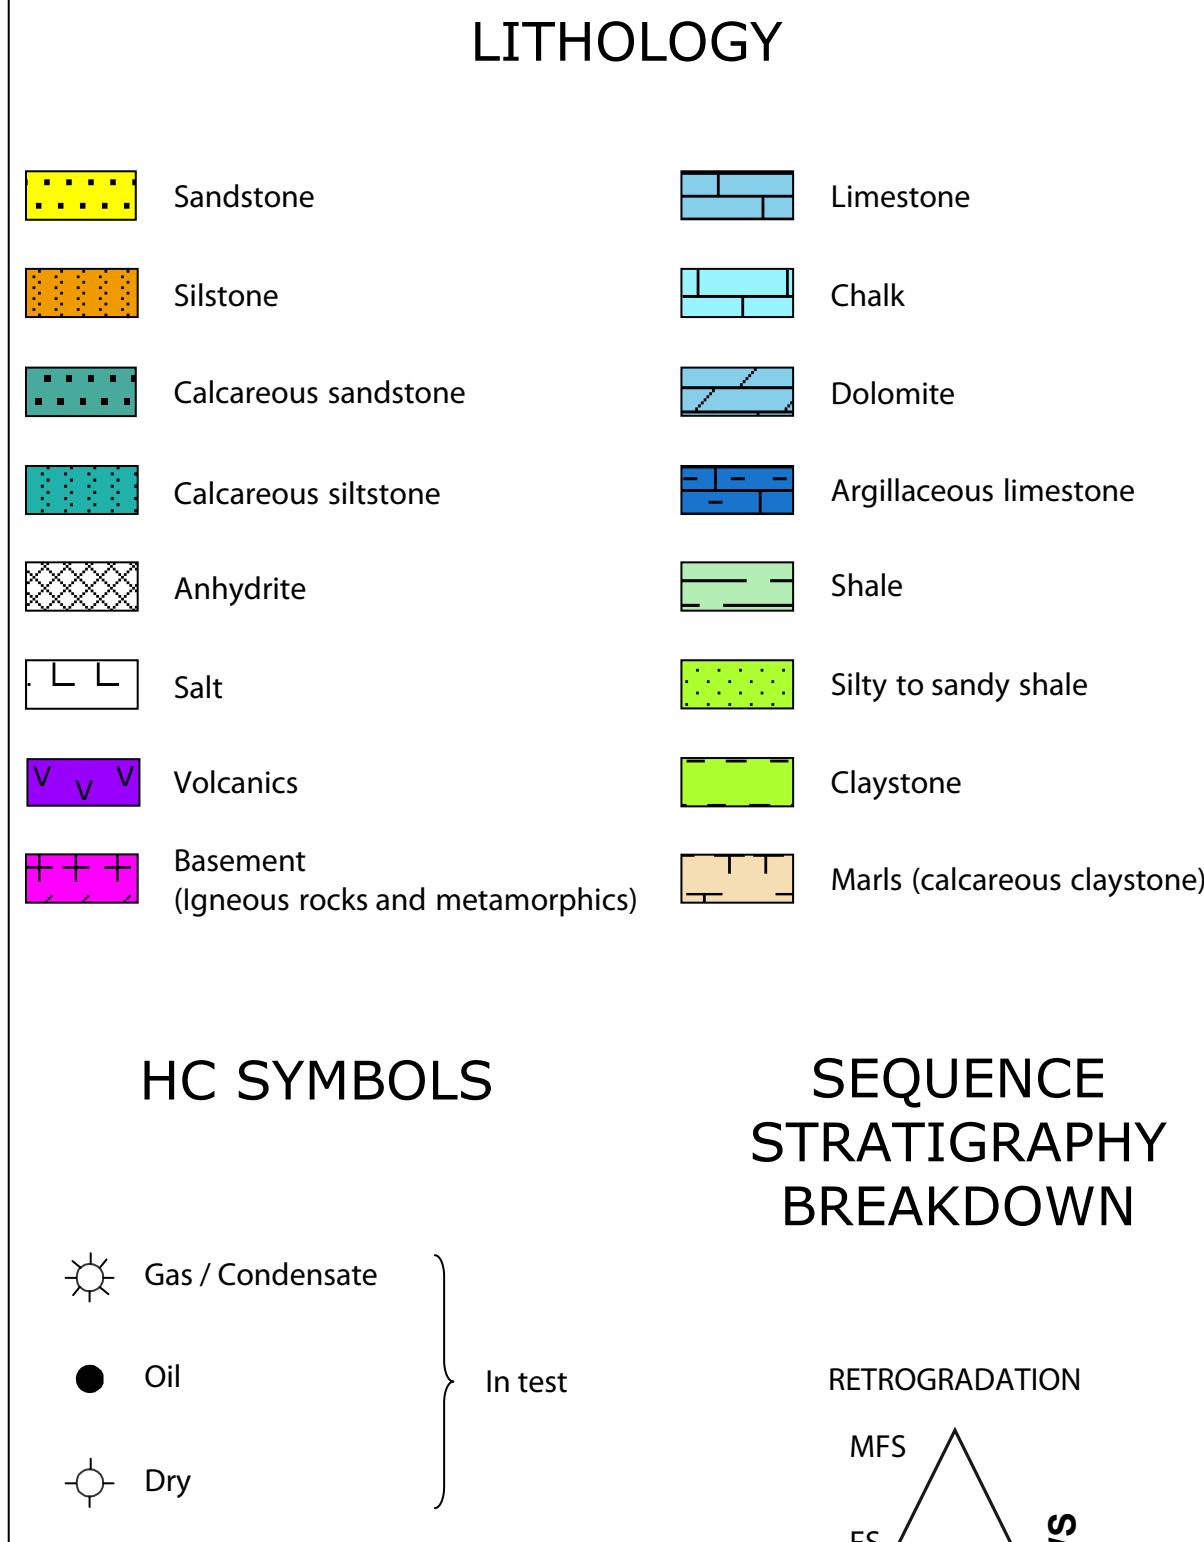 LITHOLOGY
Sandstone
Silstone
Calcareous sandstone
Calcareous siltstone
Anhydrite
Salt
Volcanics
Basement
(Igneous rocks and metamorphics)
Limestone
Chalk
Dolomite
Argillaceous limestone
Shale
Silty to sandy shale
Claystone
Marls (calcareous claystone)
HC SYMBOLS
Gas / Condensate
Oil
Dry
In test
SEQUENCE
STRATIGRAPHY
BREAKDOWN
RETROGRADATION
MFS